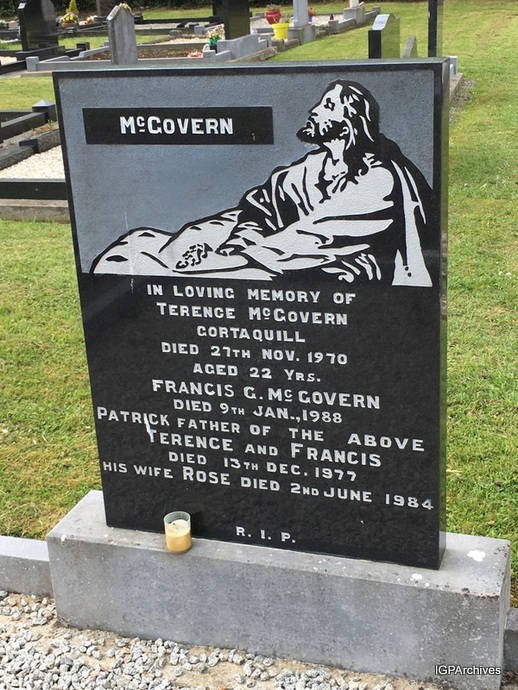 McGOVERN
IN LOVING MEMORY OF
TERENCE McGOVERN
GORTAQUILL
DIED 27TH NOV. 1970
AGED 22 YRS.
FRANCIS G. McGOVERN
DIED 9TH JAN., 1988
PATRICK FATHER OF THE ABOVE
TERENCE AND FRANCIS
DIED 13TH DEC. 1977
HIS WIFE ROSE DIED 2ND JUNE 1984
R. I. P.
IGPArchives